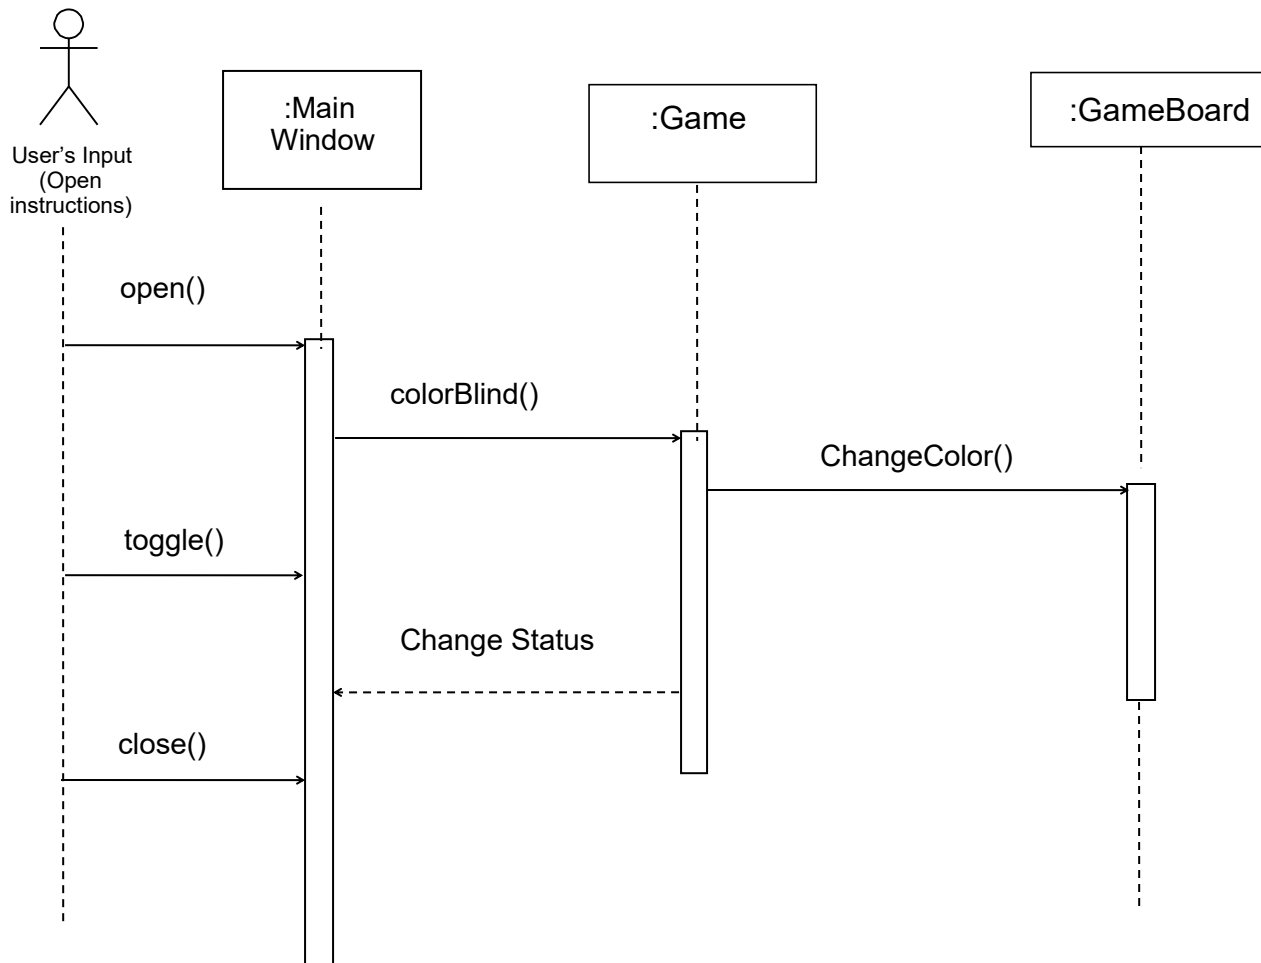 User’s Input
(Open
instructions)
:Main
Window
:Game
:GameBoard
open()
colorBlind()
ChangeColor()
toggle()
Change Status
close()